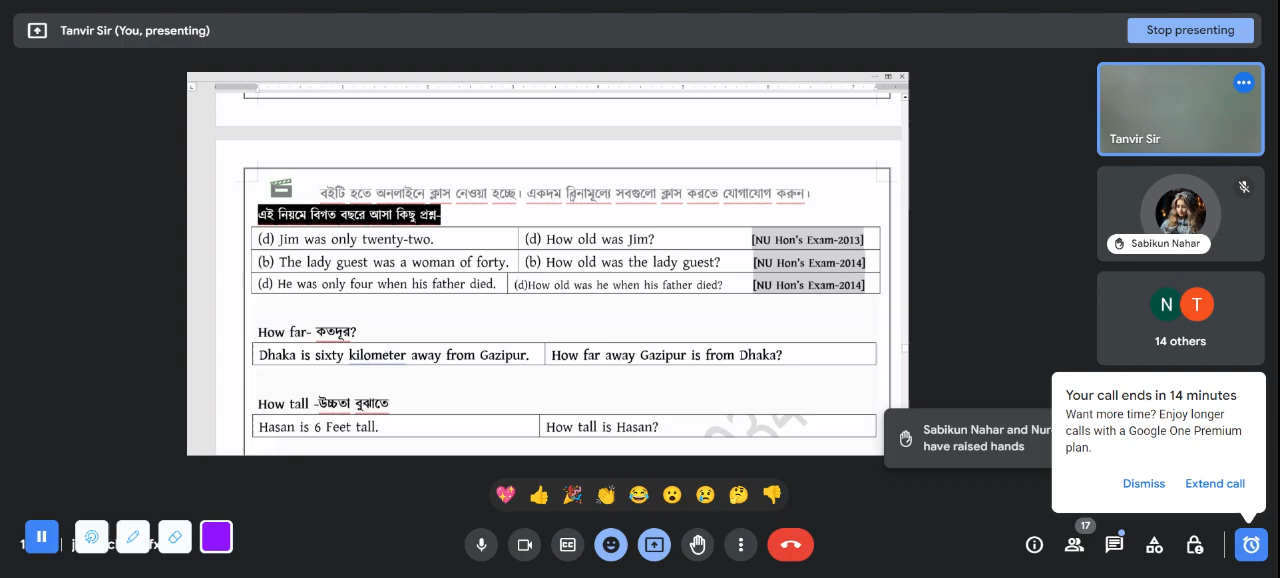 Tanvir Sir (You, presenting)
Stop presenting
বইটি হতে অনলাইনে ক্লাস নেওয়া হচ্ছে। একদম বিনামূল্যে সবগুলো ক্লাস করতে যোগাযোগ করুন।
এই নিয়মে বিগত বছরে আসা কিছু প্রশ্ন-
(d) Jim was only twenty-two. (d) How old was Jim? [NU Hon's Exam-2013]
(b) The lady guest was a woman of forty. (b) How old was the lady guest? [NU Hon's Exam-2014]
(d) He was only four when his father died. (d)How old was he when his father died? [NU Hon's Exam-2014]
How far- কতদূর?
Dhaka is sixty kilometer away from Gazipur. How far away Gazipur is from Dhaka?
How tall -উচ্চতা বুঝাতে
Hasan is 6 Feet tall. How tall is Hasan?
Tanvir Sir
Sabikun Nahar
N T
14 others
Your call ends in 14 minutes
Want more time? Enjoy longer
calls with a Google One Premium
plan.
Dismiss Extend call
Sabikun Nahar and
have raised hands
17